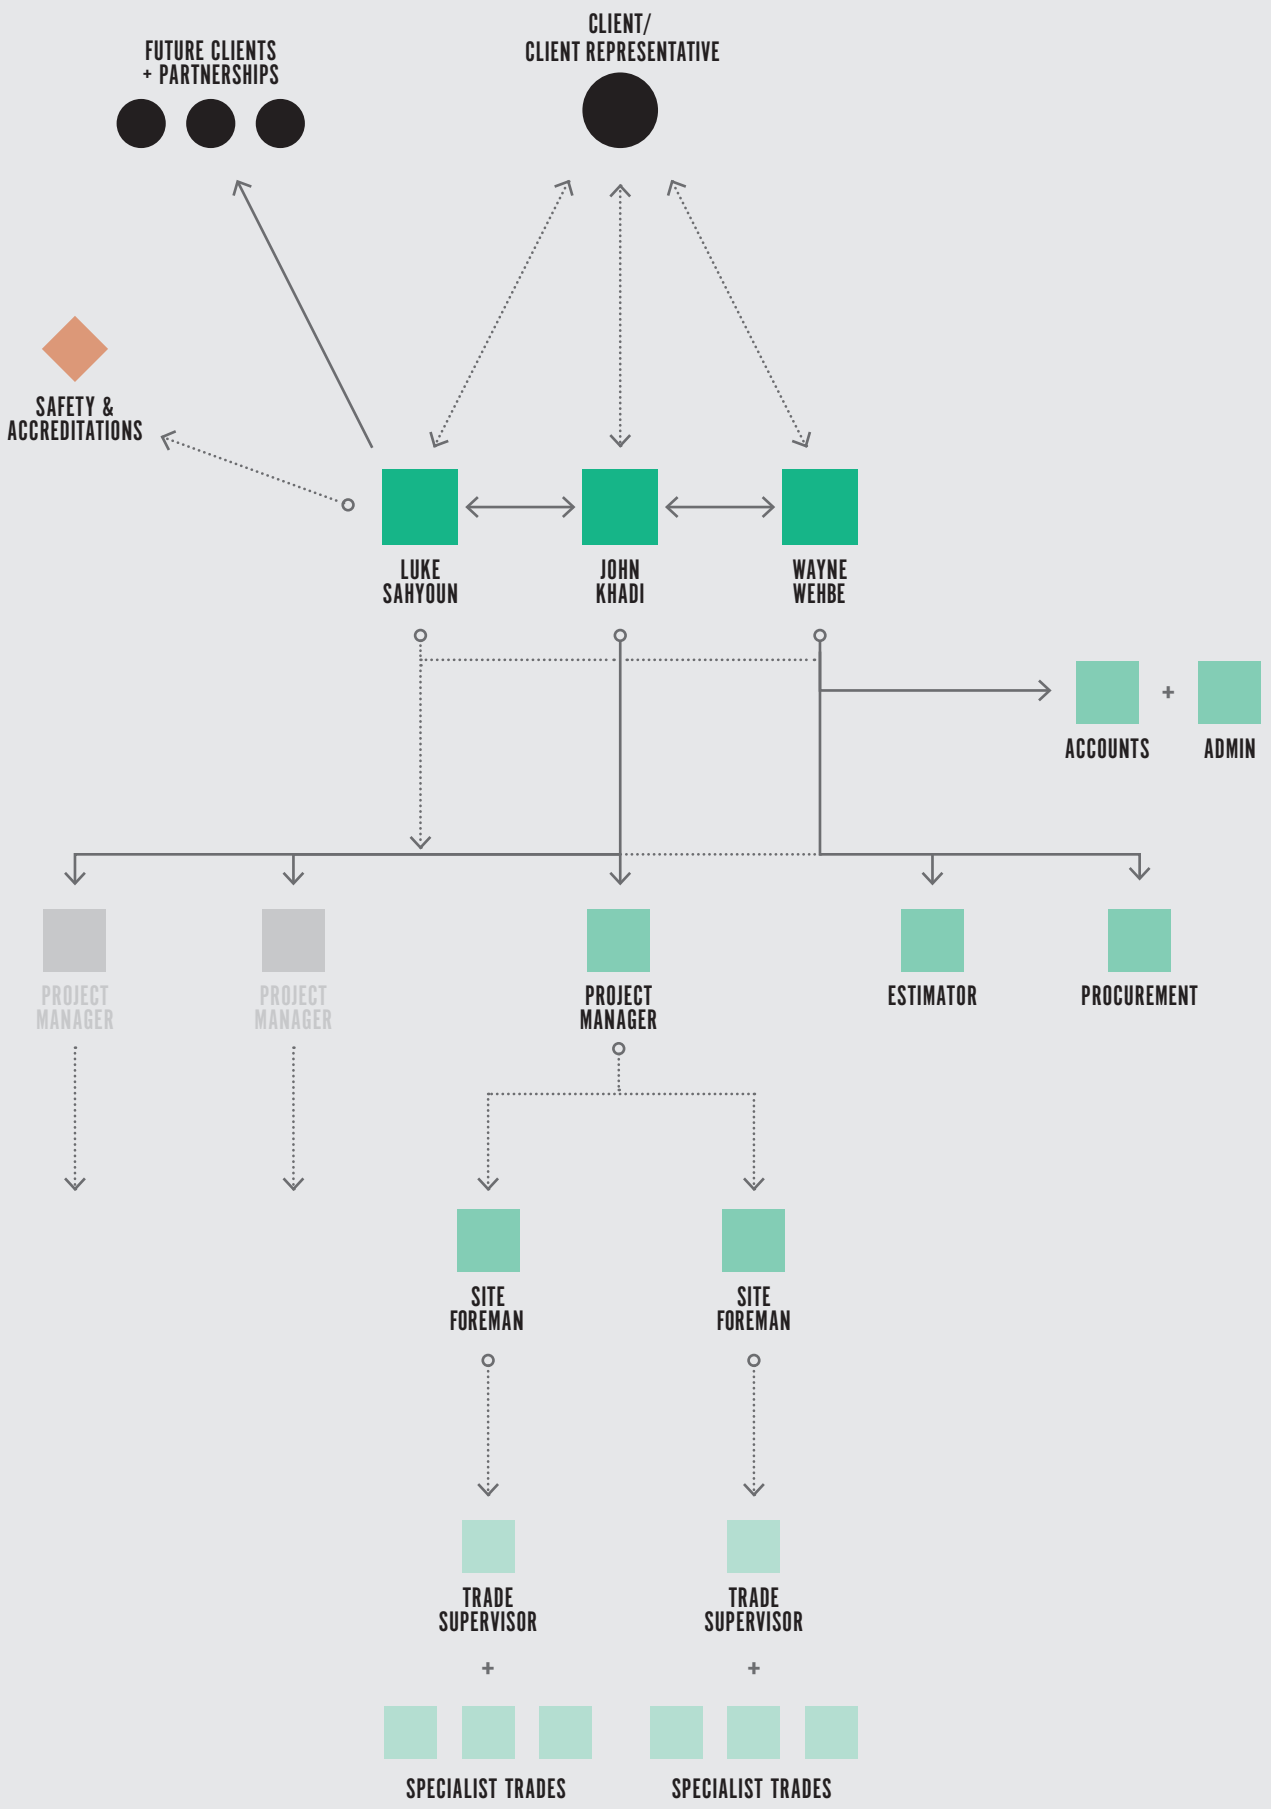 CLIENT/
CLIENT REPRESENTATIVE
FUTURE CLIENTS
+ PARTNERSHIPS
SAFETY &
ACCREDITATIONS
LUKE
SAHYOUN
JOHN
KHADI
WAYNE
WEHBE
+
ACCOUNTS
ADMIN
PROJECT
MANAGER
PROJECT
MANAGER
PROJECT
MANAGER
ESTIMATOR
PROCUREMENT
SITE
FOREMAN
SITE
FOREMAN
TRADE
SUPERVISOR
+
TRADE
SUPERVISOR
+
SPECIALIST TRADES
SPECIALIST TRADES